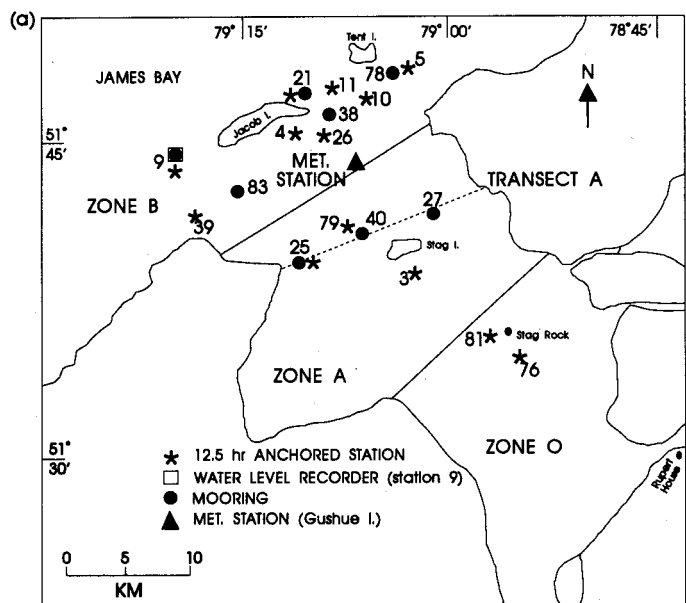 (a)
79° 15′
79° 00′
78° 45′
Tent I.
JAMES BAY
21
11
78
5
10
N
38
Jacob I.
4
26
51° 45′
9
MET. STATION
83
TRANSECT A
ZONE B
39
27
79
40
25
Stag I.
3
81
Stag Rock
76
ZONE A
ZONE O
51° 30′
Rupert House
12.5 hr ANCHORED STATION
WATER LEVEL RECORDER (station 9)
MOORING
MET. STATION (Gushue I.)
0 5 10
KM